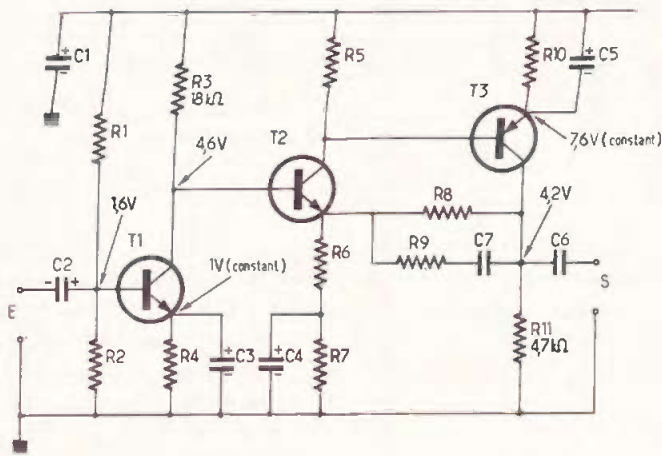 C1
R1
R3
18kΩ
R5
R10
C5
T3
T2
4,6V
7,6V (constant)
1,6V
T1
R8
4,2V
C2
1V (constant)
R6
R9
C7
C6
E
S
R2
R4
C3
C4
R7
R11
4,7kΩ